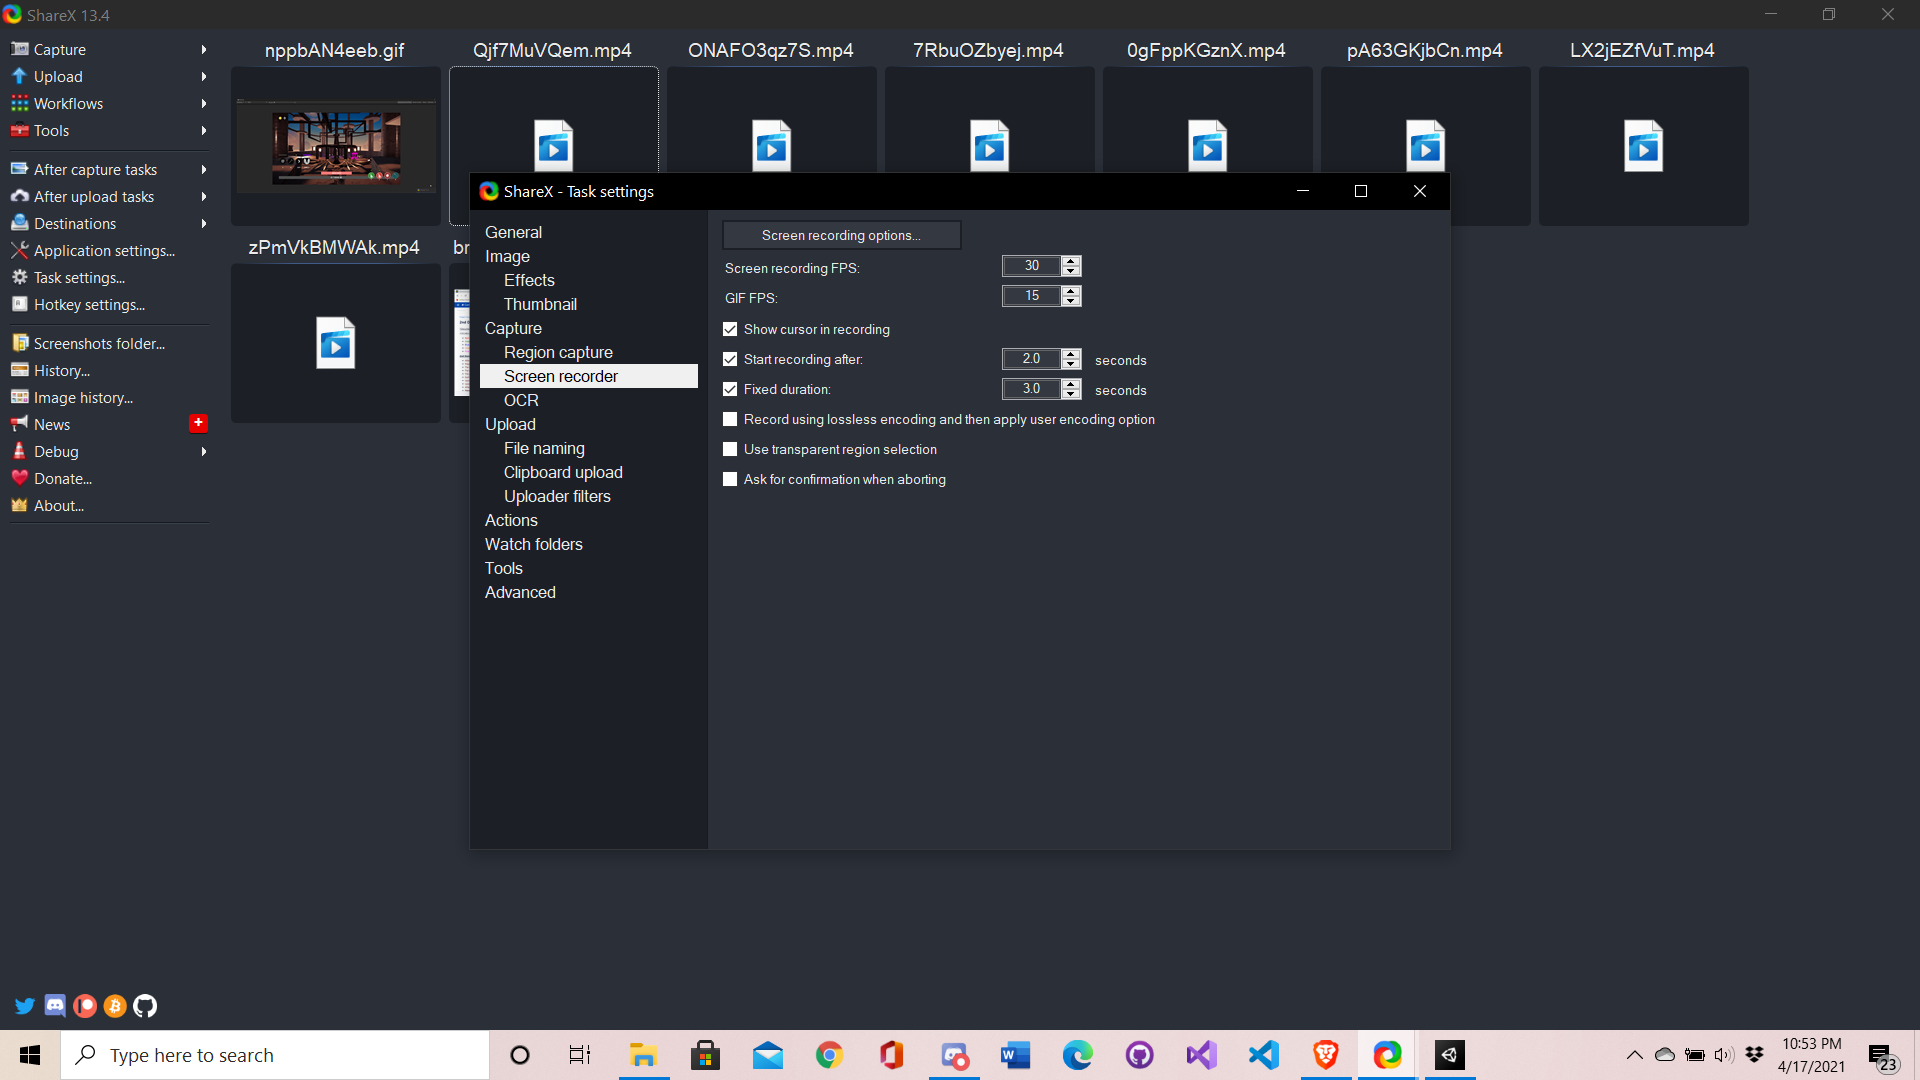 ShareX 13.4
Capture
Upload
Workflows
Tools
After capture tasks
After upload tasks
Destinations
Application settings...
Task settings...
Hotkey settings...
Screenshots folder...
History...
Image history...
News
+
Debug
Donate...
About...
nppbAN4eeb.gif
Qjf7MuVQem.mp4
ONAFO3qz7S.mp4
7RbuOZbyej.mp4
0gFppKGznX.mp4
pA63GKjbCn.mp4
LX2jEZfVuT.mp4
zPmVkBMWAk.mp4
ShareX - Task settings
General
Image
Effects
Thumbnail
Capture
Region capture
Screen recorder
OCR
Upload
File naming
Clipboard upload
Uploader filters
Actions
Watch folders
Tools
Advanced
Screen recording options...
Screen recording FPS: 30
GIF FPS: 15
Show cursor in recording
Start recording after: 2.0 seconds
Fixed duration: 3.0 seconds
Record using lossless encoding and then apply user encoding option
Use transparent region selection
Ask for confirmation when aborting
Type here to search
10:53 PM
4/17/2021
23